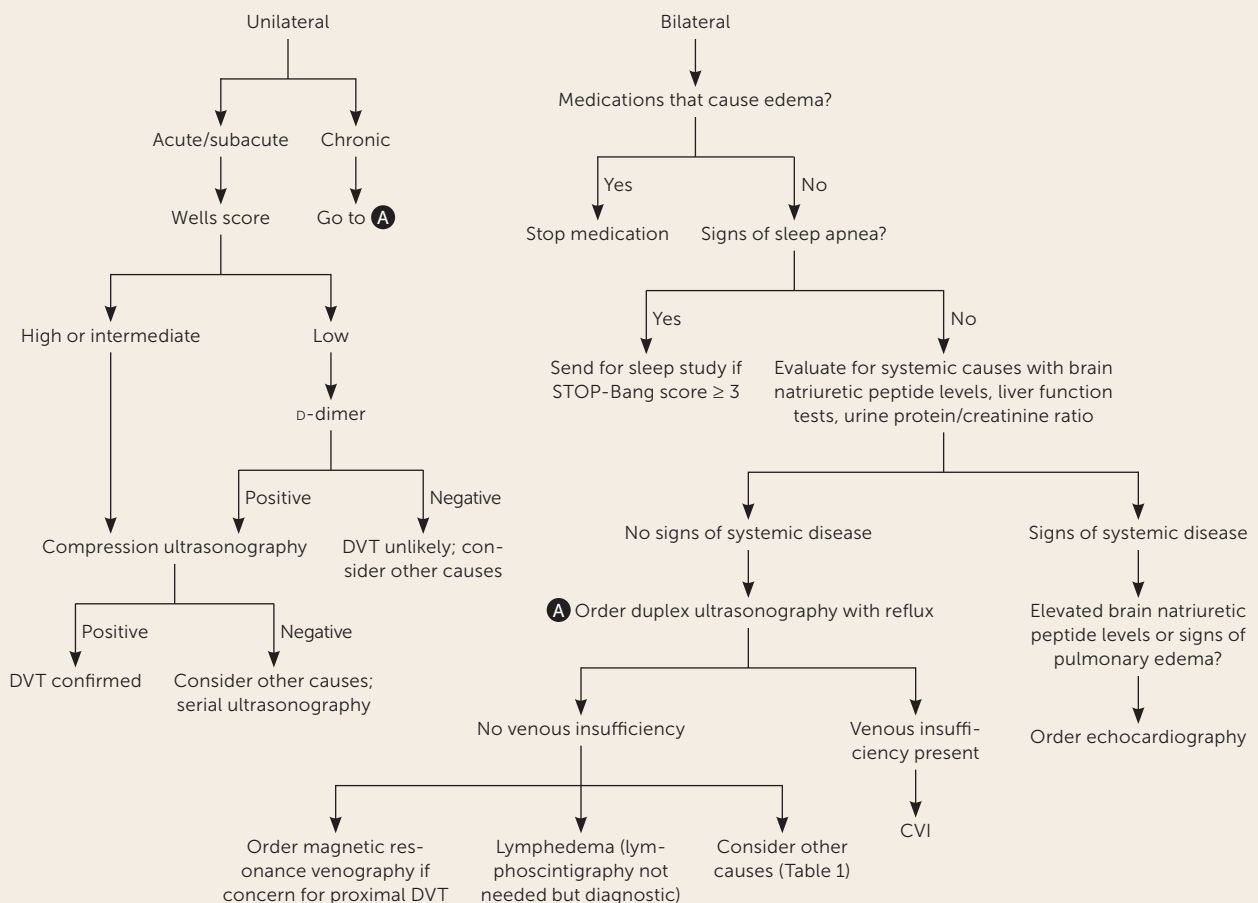 Unilateral
Acute/subacute
Chronic
Wells score
Go to A
High or intermediate
Low
D-dimer
Positive
Negative
Compression ultrasonography
DVT unlikely; con-
sider other causes
Positive
Negative
DVT confirmed
Consider other causes;
serial ultrasonography
Bilateral
Medications that cause edema?
Yes
No
Stop medication
Signs of sleep apnea?
Yes
No
Send for sleep study if
STOP-Bang score ≥ 3
Evaluate for systemic causes with brain
natriuretic peptide levels, liver function
tests, urine protein/creatinine ratio
No signs of systemic disease
Signs of systemic disease
A Order duplex ultrasonography with reflux
Elevated brain natriuretic
peptide levels or signs of
pulmonary edema?
Order echocardiography
No venous insufficiency
Venous insuffi-
ciency present
CVI
Order magnetic res-
onance venography if
concern for proximal DVT
Lymphedema (lym-
phoscintigraphy not
needed but diagnostic)
Consider other
causes (Table 1)